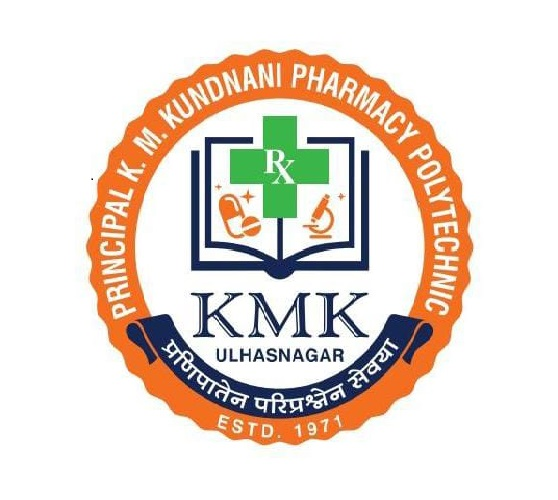 PRINCIPAL K. M. KUNDNANI PHARMACY POLYTECHNIC
Rx
KMK
ULHASNAGAR
प्रणिपातेन परिप्रश्नेन सेवया
ESTD. 1971